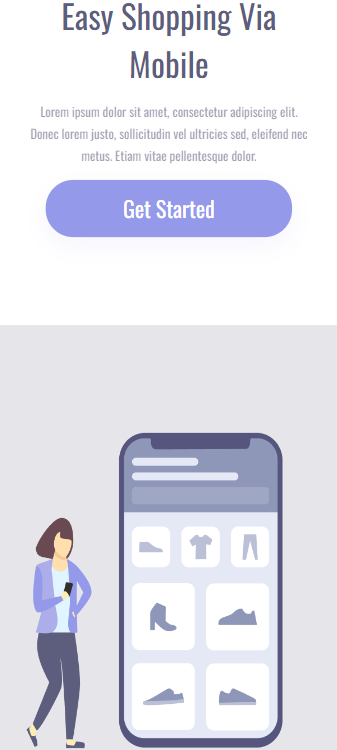 Easy Shopping Via
Mobile
Lorem ipsum dolor sit amet, consectetur adipiscing elit.
Donec lorem justo, sollicitudin vel ultricies sed, eleifend nec
metus. Etiam vitae pellentesque dolor.
Get Started